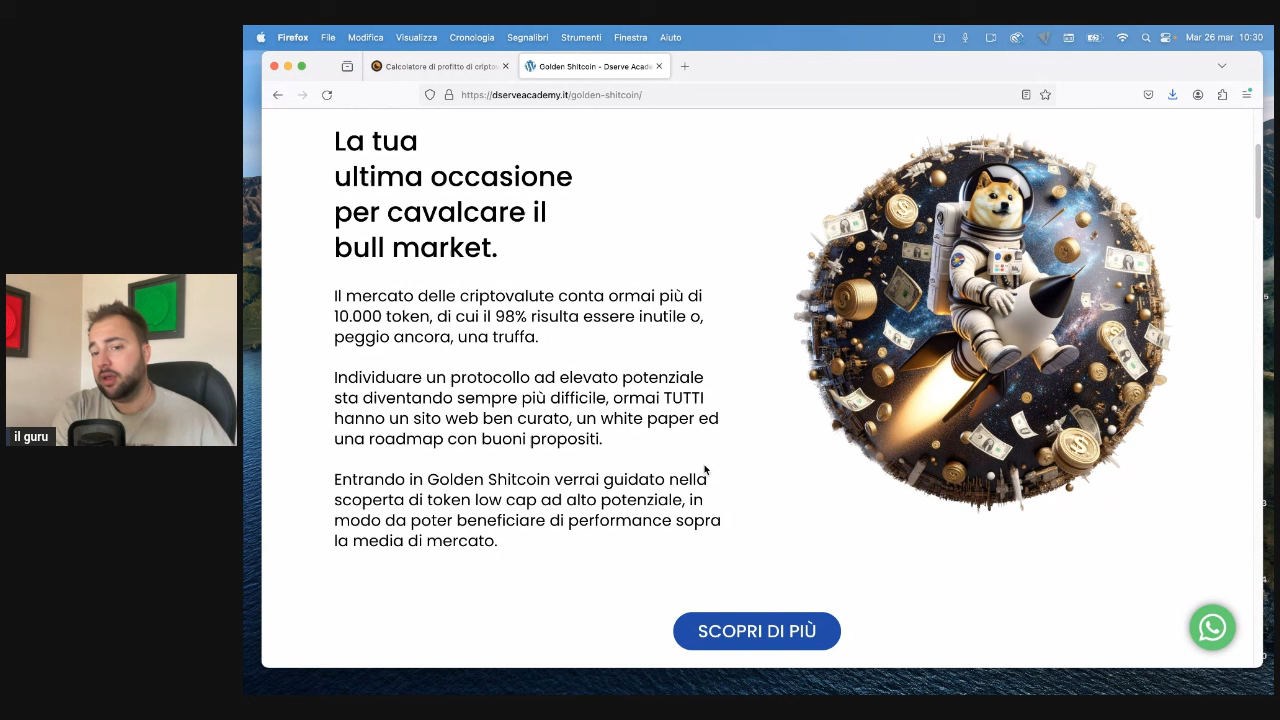 Firefox File Modifica Visualizza Cronologia Segnalibri Strumenti Finestra Aiuto Mar 26 mar 10:30
Calcolatore di profitto di criptov
Golden Shitcoin - Dserve Acade
https://dserveacademy.it/golden-shitcoin/
La tua
ultima occasione
per cavalcare il
bull market.
Il mercato delle criptovalute conta ormai più di
10.000 token, di cui il 98% risulta essere inutile o,
peggio ancora, una truffa.
Individuare un protocollo ad elevato potenziale
sta diventando sempre più difficile, ormai TUTTI
hanno un sito web ben curato, un white paper ed
una roadmap con buoni propositi.
Entrando in Golden Shitcoin verrai guidato nella
scoperta di token low cap ad alto potenziale, in
modo da poter beneficiare di performance sopra
la media di mercato.
SCOPRI DI PIÙ
il guru